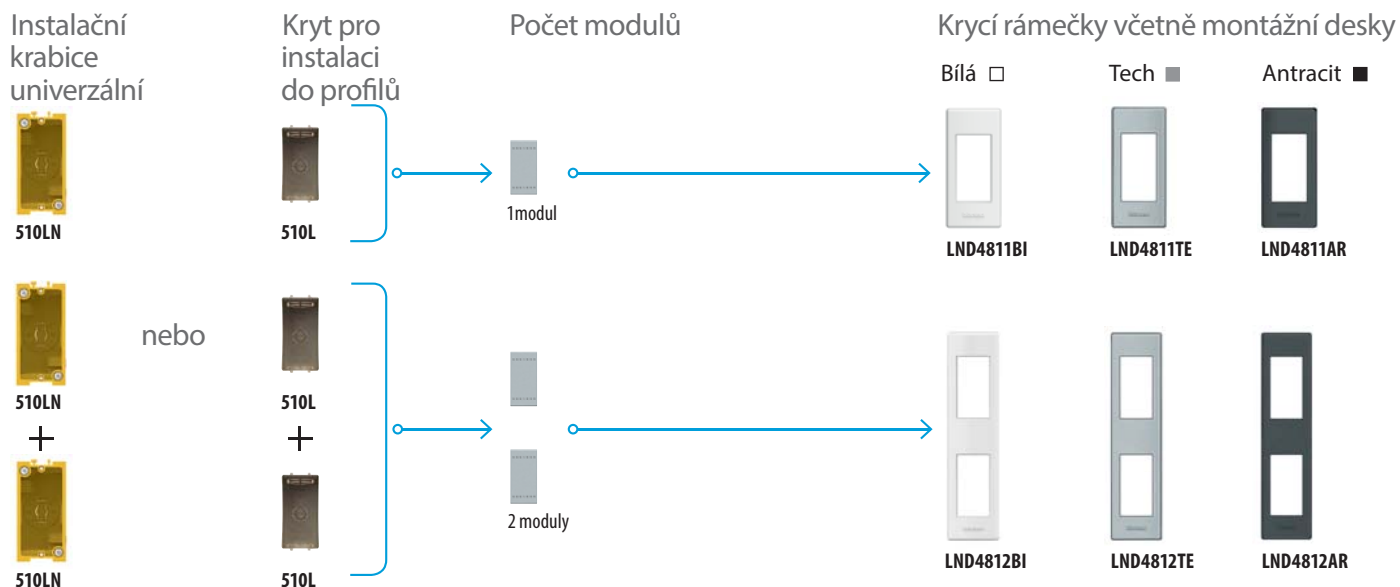 Instalační
krabice
univerzální
Kryt pro
instalaci
do profilů
Počet modulů
Krycí rámečky včetně montážní desky
Bílá
Tech
Antracit
510LN
510L
1modul
LND4811BI
LND4811TE
LND4811AR
nebo
510LN
510L
+
+
2 moduly
510LN
510L
LND4812BI
LND4812TE
LND4812AR